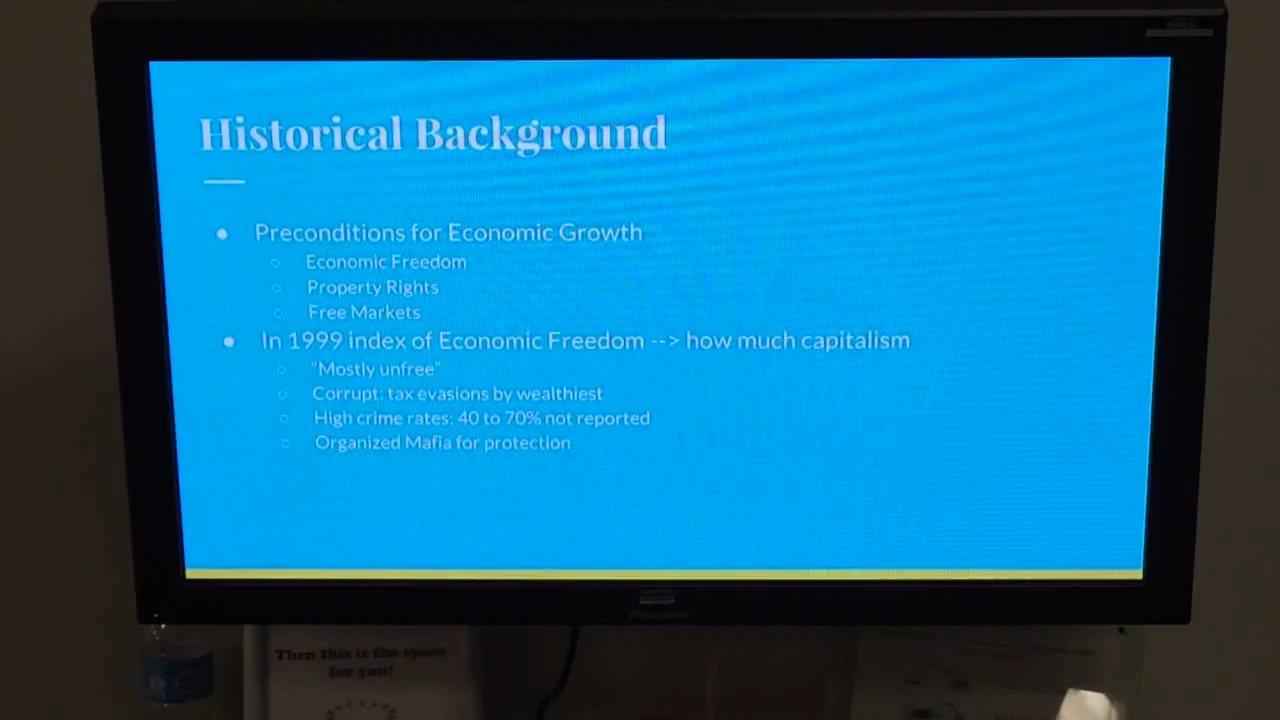 Historical Background
Preconditions for Economic Growth
Economic Freedom
Property Rights
Free Markets
In 1999 index of Economic Freedom --> how much capitalism
"Mostly unfree"
Corrupt: tax evasions by wealthiest
High crime rates: 40 to 70% not reported
Organized Mafia for protection
Then this is the space
for you!